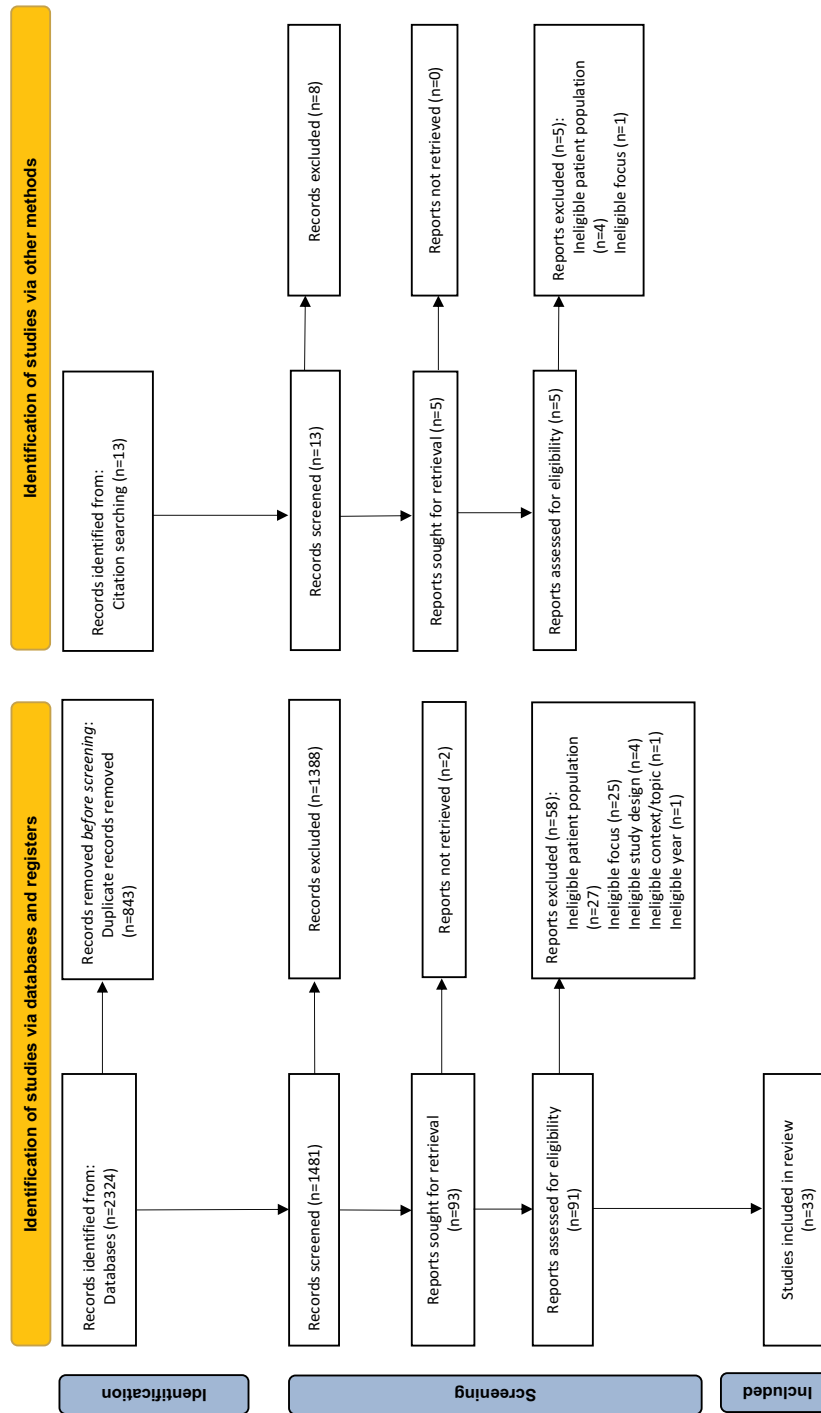 Identification of studies via databases and registers
Identification of studies via other methods
Identification
Records identified from:
Databases (n=2324)
Records removed before screening:
Duplicate records removed
(n=843)
Records identified from:
Citation searching (n=13)
Screening
Records screened (n=1481)
Records excluded (n=1388)
Records screened (n=13)
Records excluded (n=8)
Reports sought for retrieval
(n=93)
Reports not retrieved (n=2)
Reports sought for retrieval (n=5)
Reports not retrieved (n=0)
Reports assessed for eligibility
(n=91)
Reports excluded (n=58):
Ineligible patient population
(n=27)
Ineligible focus (n=25)
Ineligible study design (n=4)
Ineligible context/topic (n=1)
Ineligible year (n=1)
Reports assessed for eligibility (n=5)
Reports excluded (n=5):
Ineligible patient population
(n=4)
Ineligible focus (n=1)
Included
Studies included in review
(n=33)